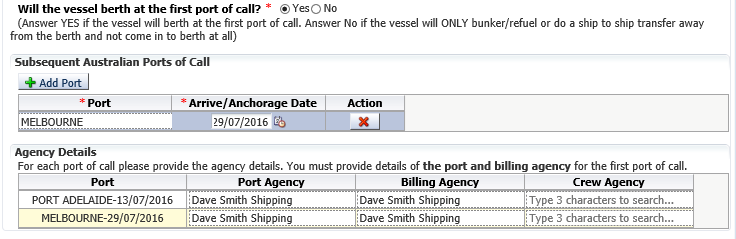 Will the vessel berth at the first port of call? * Yes No
(Answer YES if the vessel will berth at the first port of call. Answer No if the vessel will ONLY bunker/refuel or do a ship to ship transfer away
from the berth and not come in to berth at all)
Subsequent Australian Ports of Call
Add Port
* Port * Arrive/Anchorage Date Action
MELBOURNE 29/07/2016
Agency Details
For each port of call please provide the agency details. You must provide details of the port and billing agency for the first port of call.
Port Port Agency Billing Agency Crew Agency
PORT ADELAIDE-13/07/2016 Dave Smith Shipping Dave Smith Shipping Type 3 characters to search...
MELBOURNE-29/07/2016 Dave Smith Shipping Dave Smith Shipping Type 3 characters to search...